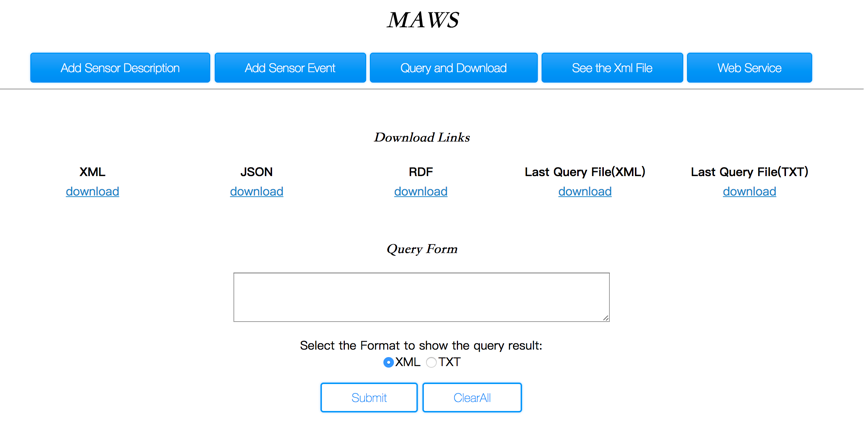 MAWS
Add Sensor Description Add Sensor Event Query and Download See the Xml File Web Service
Download Links
XML JSON RDF Last Query File(XML) Last Query File(TXT)
download download download download download
Query Form
Select the Format to show the query result:
XML TXT
Submit ClearAll